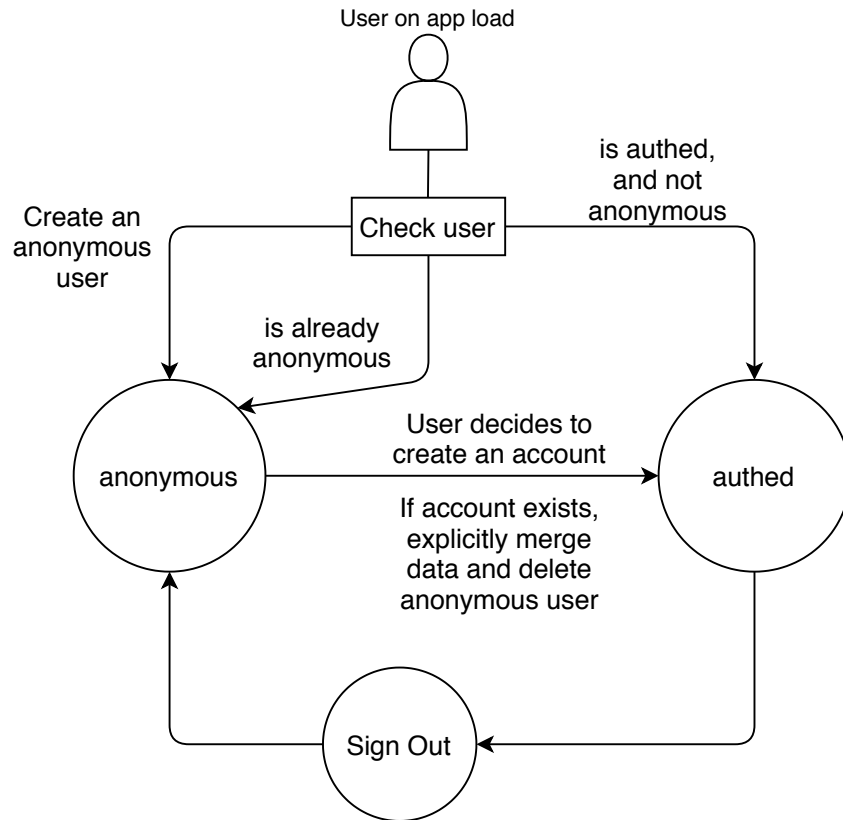 User on app load
is authed,
and not
anonymous
Create an
anonymous
user
Check user
is already
anonymous
User decides to
create an account
anonymous
authed
If account exists,
explicitly merge
data and delete
anonymous user
Sign Out